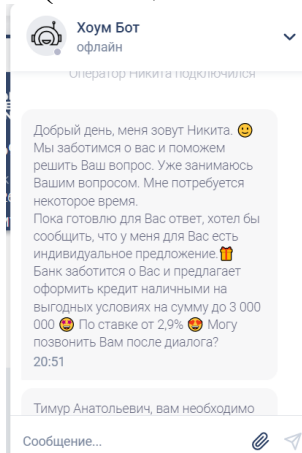 Хоум Бот
офлайн
Оператор Никита подключился
Добрый день, меня зовут Никита. 🙂
Мы заботимся о вас и поможем
решить Ваш вопрос. Уже занимаюсь
Вашим вопросом. Мне потребуется
некоторое время.
Пока готовлю для Вас ответ, хотел бы
сообщить, что у меня для Вас есть
индивидуальное предложение.🎁
Банк заботится о Вас и предлагает
оформить кредит наличными на
выгодных условиях на сумму до 3 000
000 🤩 По ставке от 2,9% 😍 Могу
позвонить Вам после диалога?
20:51
Тимур Анатольевич, вам необходимо
Сообщение...